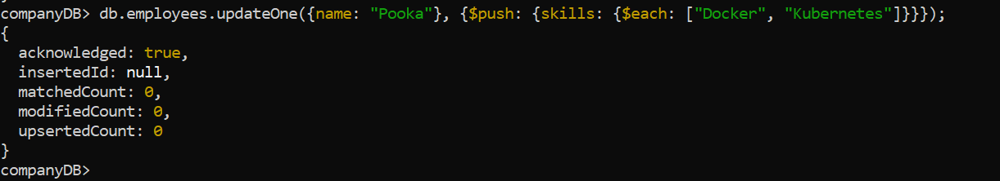 companyDB> db.employees.updateOne({name: "Pooka"}, {$push: {skills: {$each: ["Docker", "Kubernetes"]}}});
{
  acknowledged: true,
  insertedId: null,
  matchedCount: 0,
  modifiedCount: 0,
  upsertedCount: 0
}
companyDB>